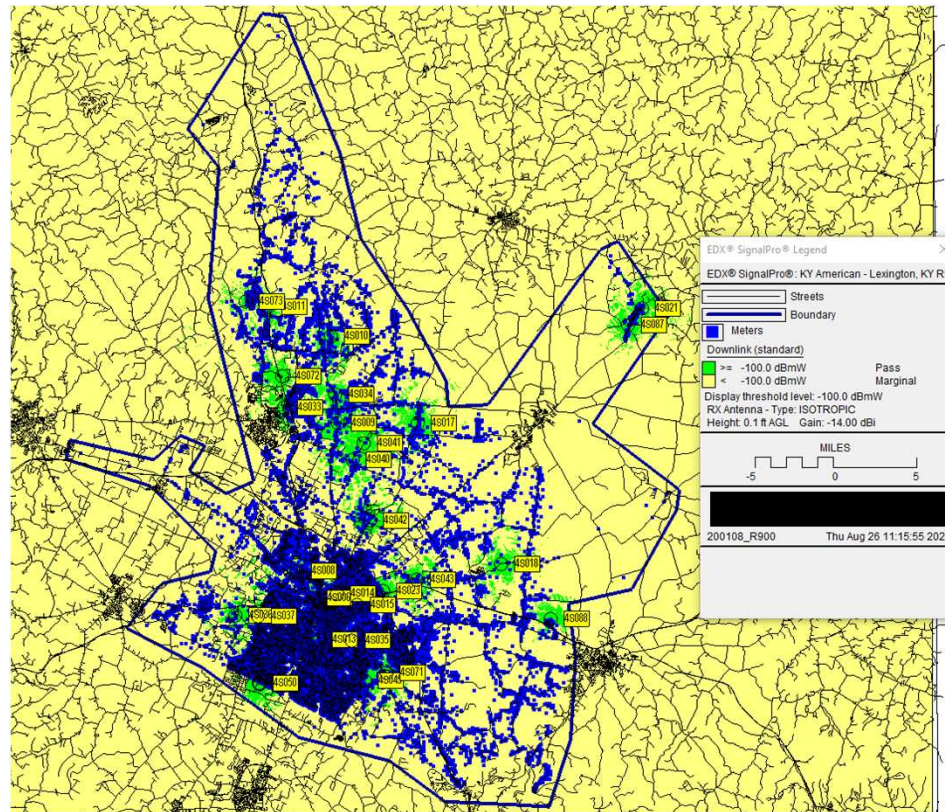 4S073
4S011
4S010
4S072
4S034
4S033
4S009
4S017
4S041
4S040
4S042
4S021
4S087
4S008
4S014
4S015
4S023
4S043
4S018
4S088
4S037
4S013
4S035
4S071
4S050
EDX® SignalPro® Legend
EDX® SignalPro®: KY American - Lexington, KY R
Streets
Boundary
Meters
Downlink (standard)
>= -100.0 dBmW Pass
< -100.0 dBmW Marginal
Display threshold level: -100.0 dBmW
RX Antenna - Type: ISOTROPIC
Height: 0.1 ft AGL Gain: -14.00 dBi
MILES
-5 0 5
200108_R900 Thu Aug 26 11:15:55 202